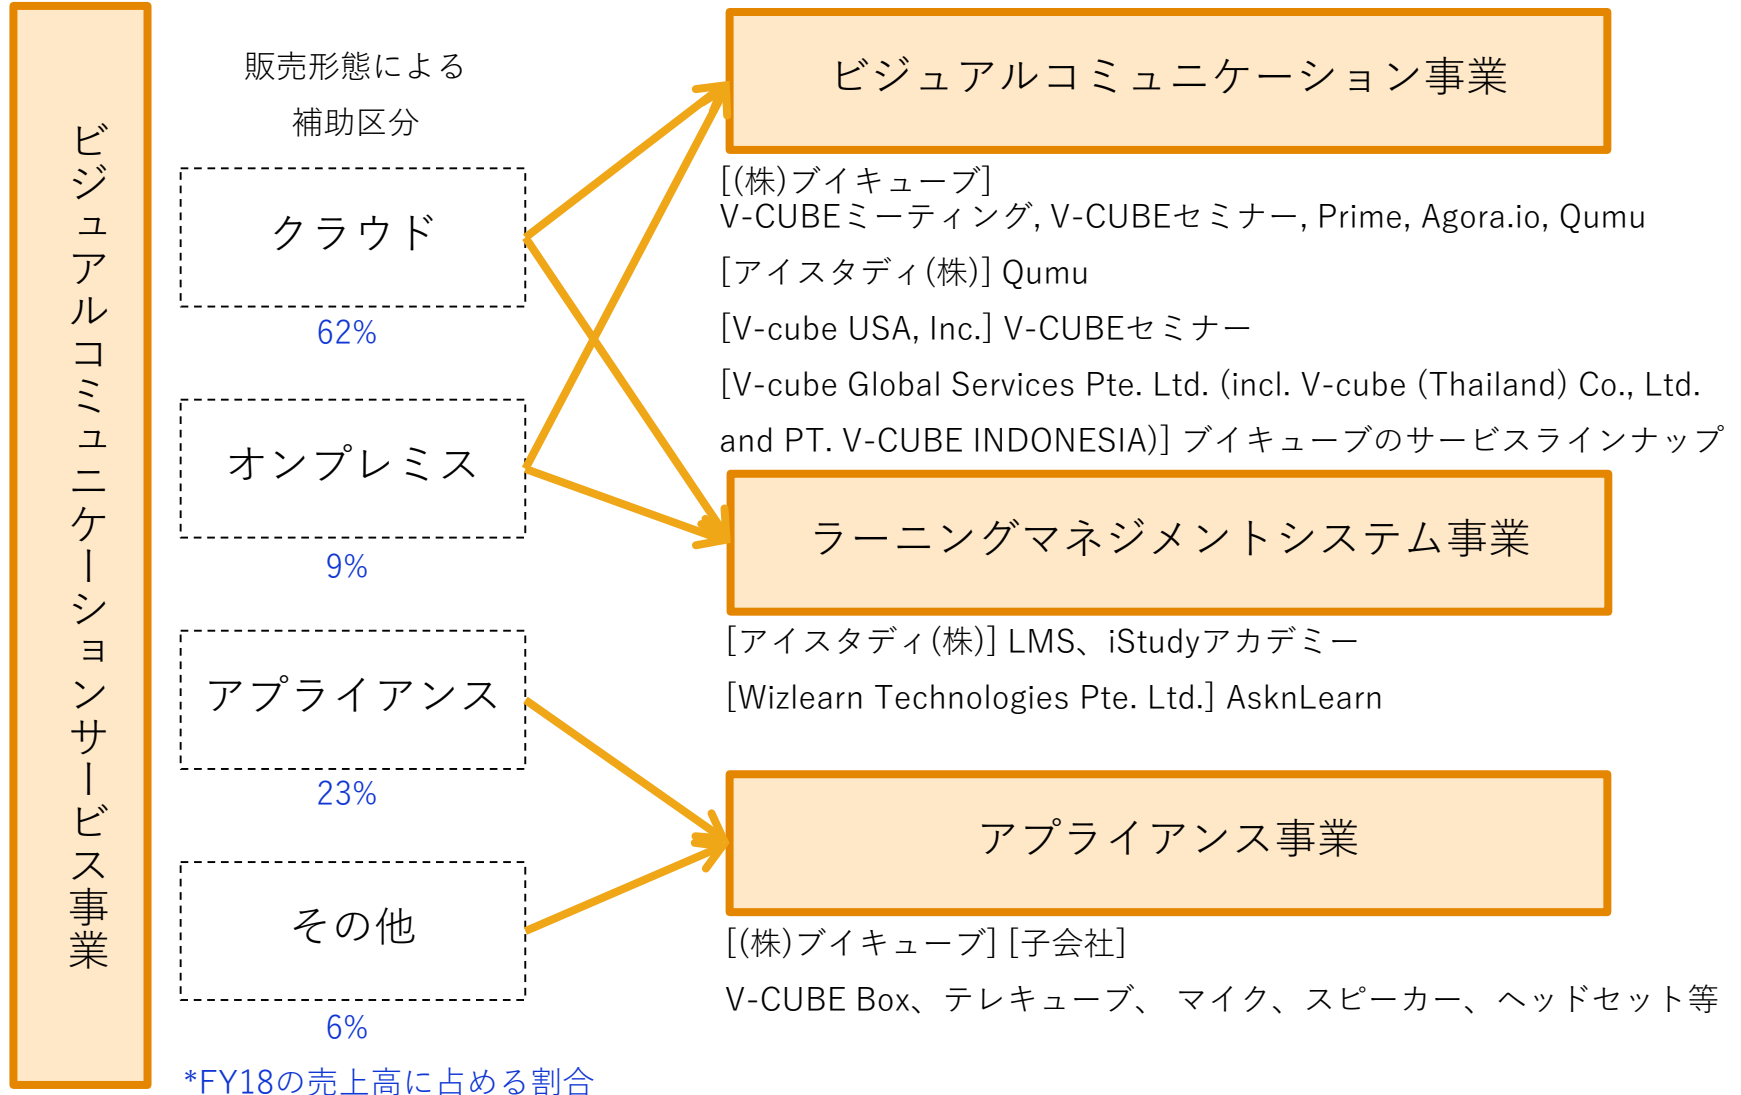 ビジュアルコミュニケーションサービス事業
販売形態による
補助区分
クラウド
62%
オンプレミス
9%
アプライアンス
23%
その他
6%
*FY18の売上高に占める割合
ビジュアルコミュニケーション事業
[(株)ブイキューブ]
V-CUBEミーティング, V-CUBEセミナー, Prime, Agora.io, Qumu
[アイスタディ(株)] Qumu
[V-cube USA, Inc.] V-CUBEセミナー
[V-cube Global Services Pte. Ltd. (incl. V-cube (Thailand) Co., Ltd.
and PT. V-CUBE INDONESIA)] ブイキューブのサービスラインナップ
ラーニングマネジメントシステム事業
[アイスタディ(株)] LMS、iStudyアカデミー
[Wizlearn Technologies Pte. Ltd.] AsknLearn
アプライアンス事業
[(株)ブイキューブ] [子会社]
V-CUBE Box、テレキューブ、 マイク、スピーカー、ヘッドセット等